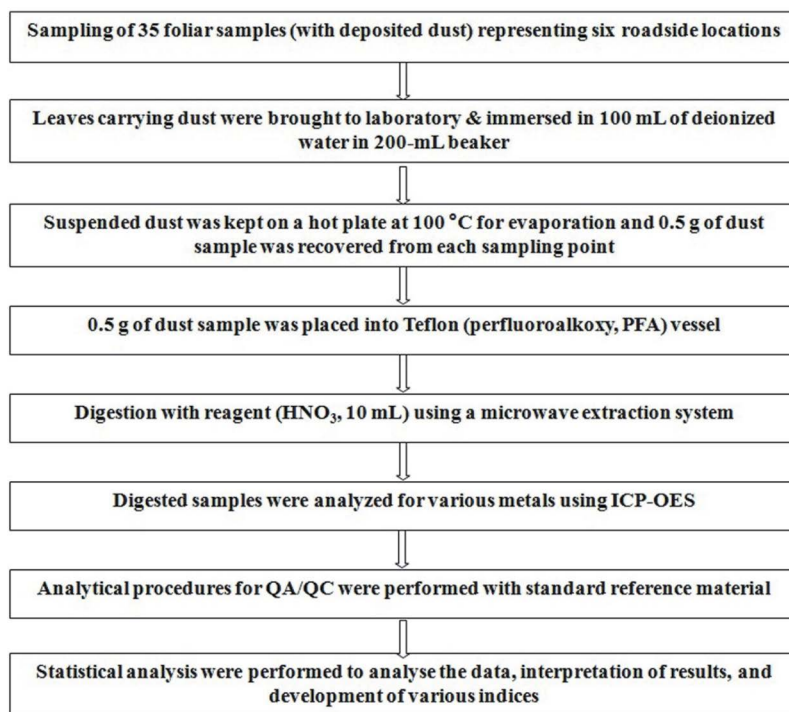 Sampling of 35 foliar samples (with deposited dust) representing six roadside locations
Leaves carrying dust were brought to laboratory & immersed in 100 mL of deionized
water in 200-mL beaker
Suspended dust was kept on a hot plate at 100 °C for evaporation and 0.5 g of dust
sample was recovered from each sampling point
0.5 g of dust sample was placed into Teflon (perfluoroalkoxy, PFA) vessel
Digestion with reagent (HNO₃, 10 mL) using a microwave extraction system
Digested samples were analyzed for various metals using ICP-OES
Analytical procedures for QA/QC were performed with standard reference material
Statistical analysis were performed to analyse the data, interpretation of results, and
development of various indices